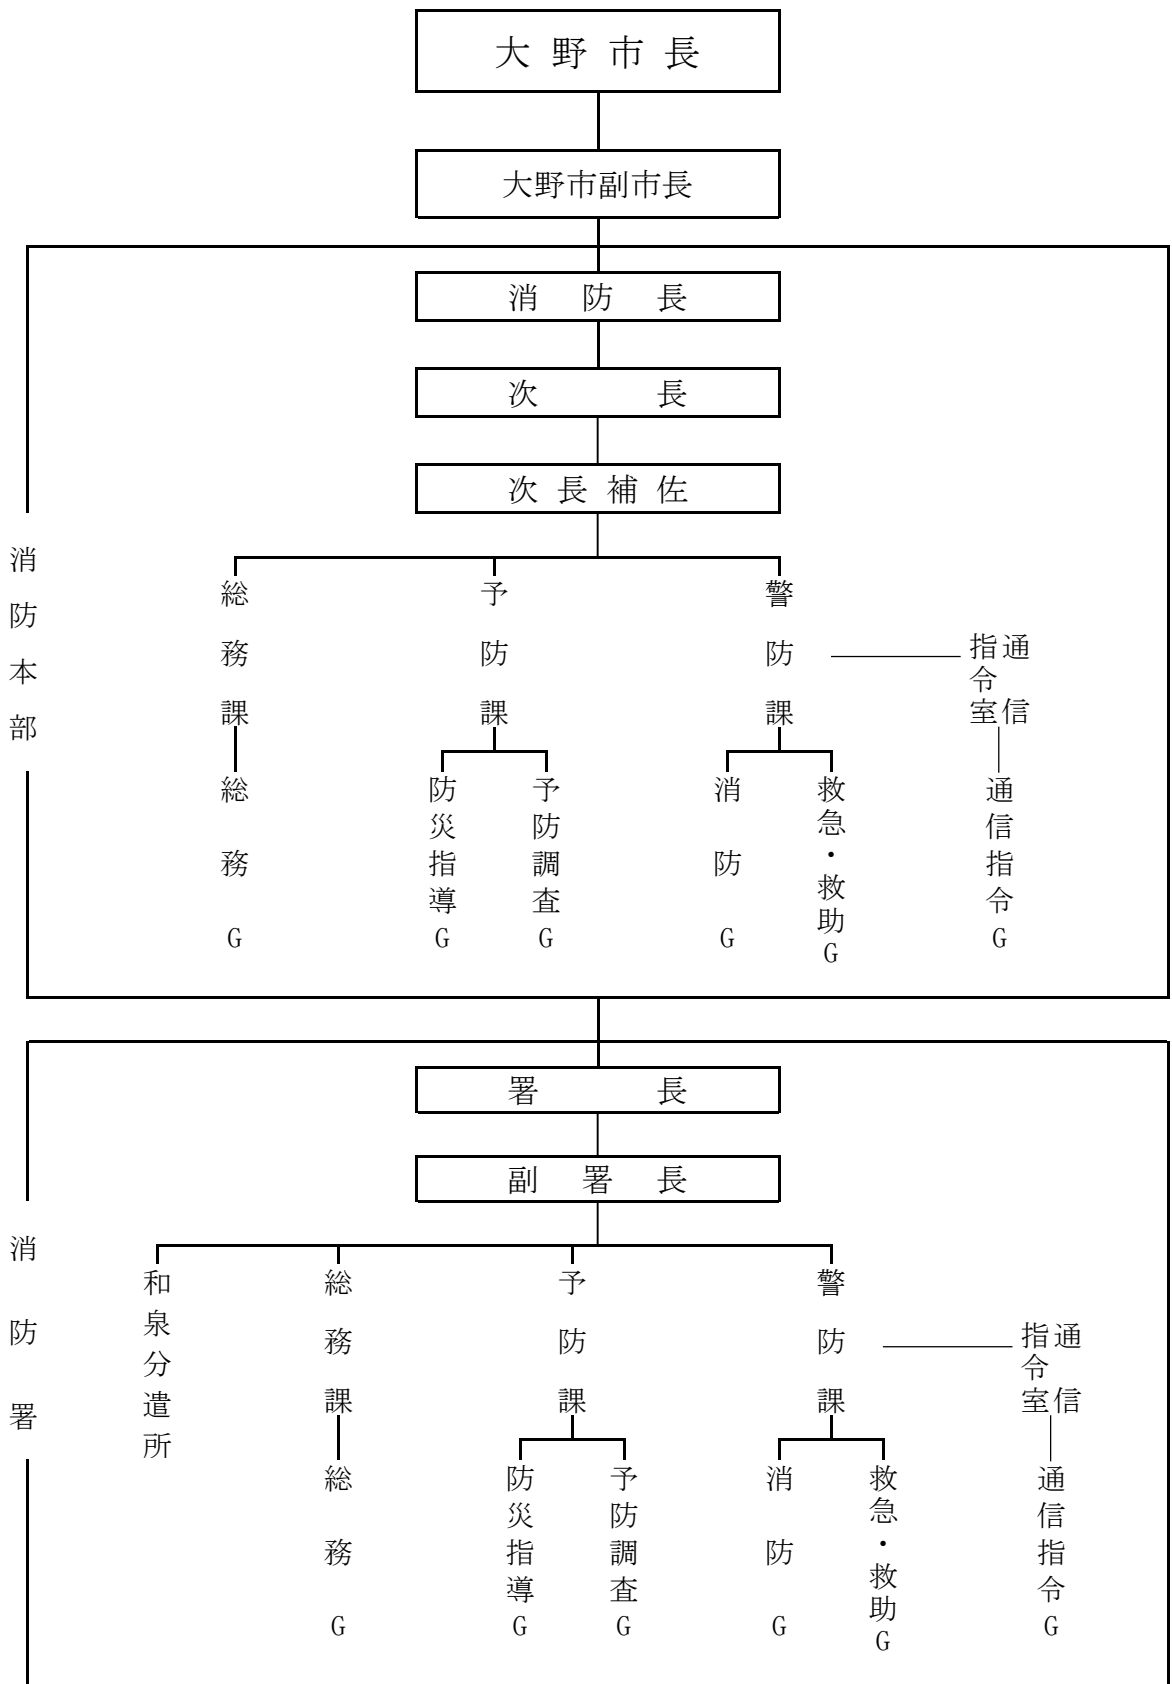 大野市長
大野市副市長
消防長
次長
次長補佐
消防本部
総務課
予防課
警防課
通信指令室
総務G
防災指導G
予防調査G
消防G
救急・救助G
通信指令G
署長
副署長
消防署
和泉分遣所
総務課
予防課
警防課
通信指令室
総務G
防災指導G
予防調査G
消防G
救急・救助G
通信指令G